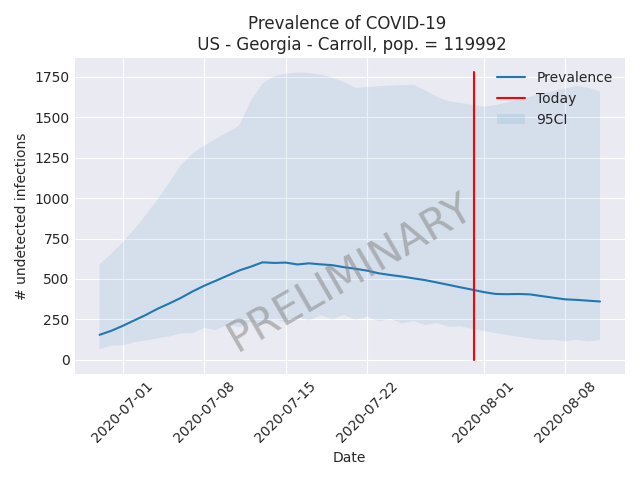 Prevalence of COVID-19
US - Georgia - Carroll, pop. = 119992
1750
1500
1250
1000
750
500
250
0
# undetected infections
Prevalence
Today
95CI
PRELIMINARY
2020-07-01
2020-07-08
2020-07-15
2020-07-22
2020-08-01
2020-08-08
Date